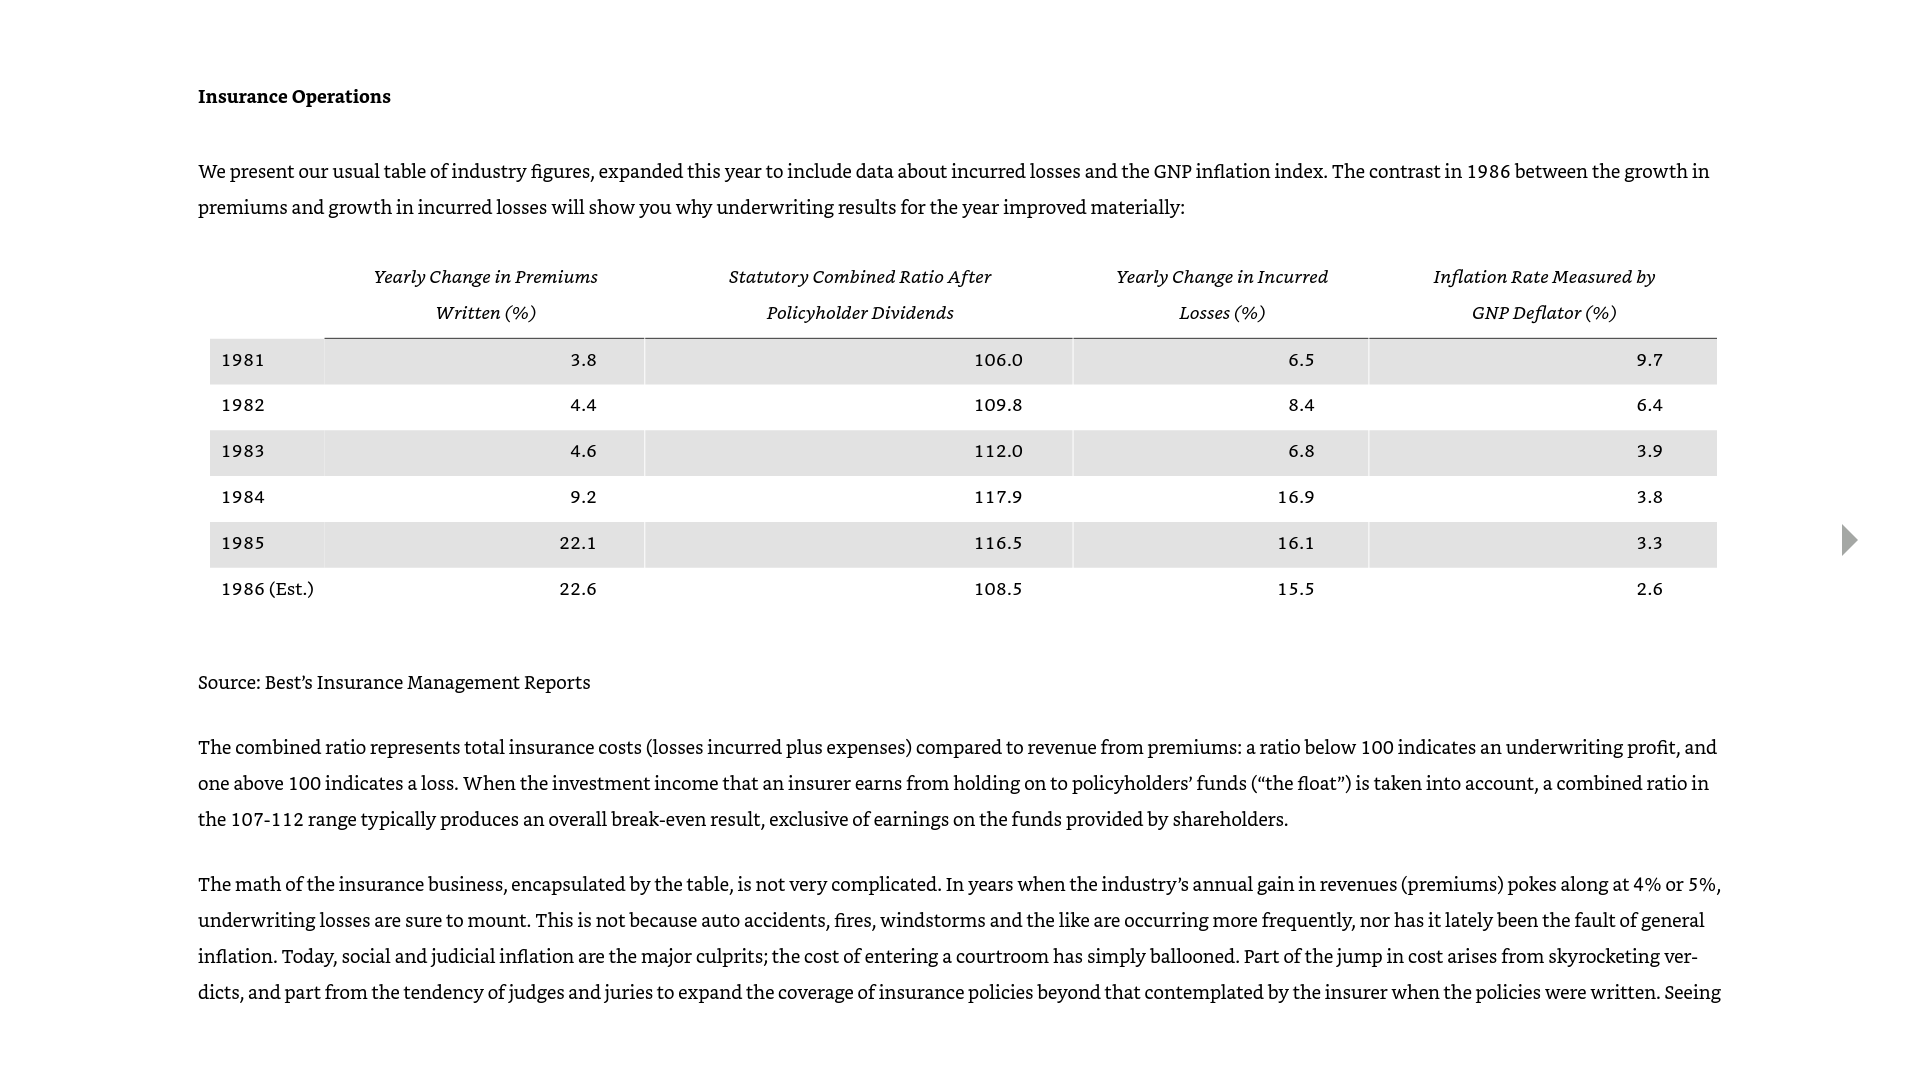 Insurance Operations
We present our usual table of industry figures, expanded this year to include data about incurred losses and the GNP inflation index. The contrast in 1986 between the growth in
premiums and growth in incurred losses will show you why underwriting results for the year improved materially:
Yearly Change in Premiums Statutory Combined Ratio After Yearly Change in Incurred Inflation Rate Measured by
Written (%) Policyholder Dividends Losses (%) GNP Deflator (%)
1981 3.8 106.0 6.5 9.7
1982 4.4 109.8 8.4 6.4
1983 4.6 112.0 6.8 3.9
1984 9.2 117.9 16.9 3.8
1985 22.1 116.5 16.1 3.3
1986 (Est.) 22.6 108.5 15.5 2.6
Source: Best’s Insurance Management Reports
The combined ratio represents total insurance costs (losses incurred plus expenses) compared to revenue from premiums: a ratio below 100 indicates an underwriting profit, and
one above 100 indicates a loss. When the investment income that an insurer earns from holding on to policyholders’ funds (“the float”) is taken into account, a combined ratio in
the 107-112 range typically produces an overall break-even result, exclusive of earnings on the funds provided by shareholders.
The math of the insurance business, encapsulated by the table, is not very complicated. In years when the industry’s annual gain in revenues (premiums) pokes along at 4% or 5%,
underwriting losses are sure to mount. This is not because auto accidents, fires, windstorms and the like are occurring more frequently, nor has it lately been the fault of general
inflation. Today, social and judicial inflation are the major culprits; the cost of entering a courtroom has simply ballooned. Part of the jump in cost arises from skyrocketing ver-
dicts, and part from the tendency of judges and juries to expand the coverage of insurance policies beyond that contemplated by the insurer when the policies were written. Seeing